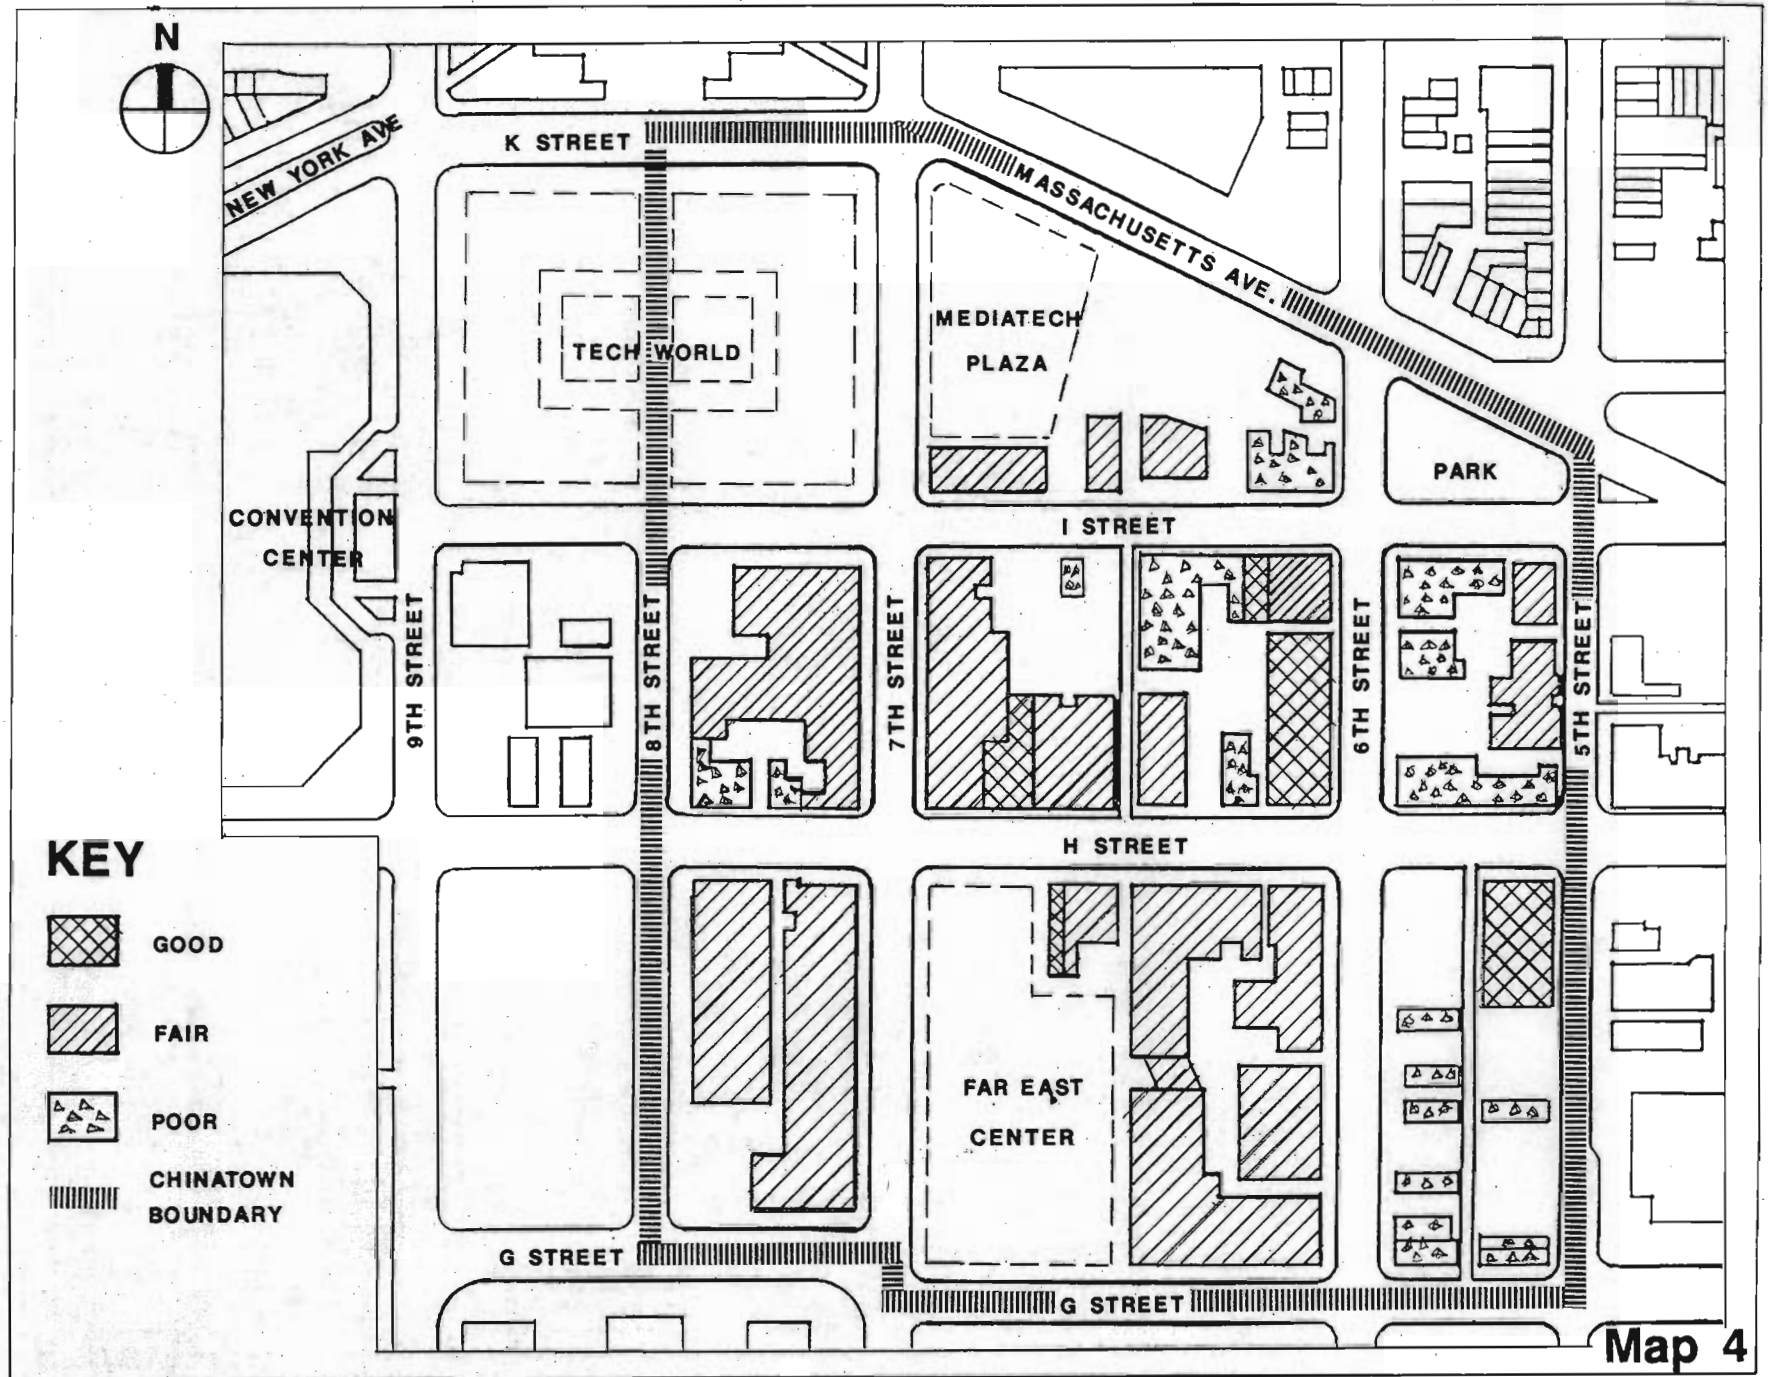 N
NEW YORK AVE
K STREET
MASSACHUSETTS AVE.
TECH WORLD
MEDIATECH
PLAZA
PARK
CONVENTION
CENTER
I STREET
9TH STREET
8TH STREET
7TH STREET
6TH STREET
5TH STREET
H STREET
KEY
GOOD
FAIR
POOR
CHINATOWN
BOUNDARY
FAR EAST
CENTER
G STREET
G STREET
Map 4